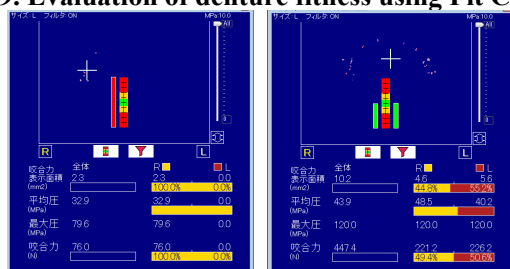 5. Evaluation of denture fitness using Fit C
サイズ: L フィルタ: ON MPa 10.0
All
0
R L
咬合力 全体 R L
表示面積 2.3 2.3 0.0
(mm2) 100.0% 0.0%
平均圧 32.9 32.9 0.0
(MPa)
最大圧 79.6 79.6 0.0
(MPa)
咬合力 76.0 76.0 0.0
(N) 100.0% 0.0%
サイズ: L フィルタ: ON MPa 10.0
All
0
R L
咬合力 全体 R L
表示面積 10.2 4.6 5.6
(mm2) 44.8% 55.2%
平均圧 43.9 48.5 40.2
(MPa)
最大圧 120.0 120.0 120.0
(MPa)
咬合力 447.4 221.2 226.2
(N) 49.4% 50.6%